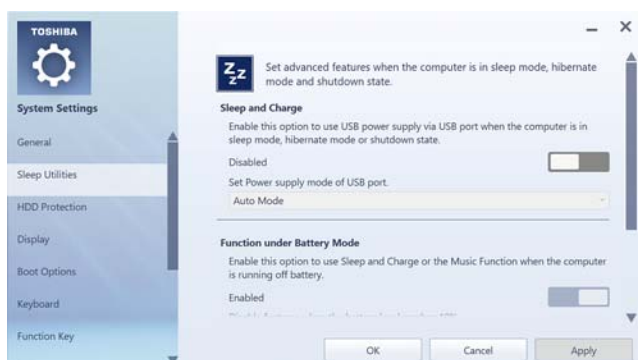 TOSHIBA
System Settings
General
Sleep Utilities
HDD Protection
Display
Boot Options
Keyboard
Function Key
Zzz
Set advanced features when the computer is in sleep mode, hibernate
mode and shutdown state.
Sleep and Charge
Enable this option to use USB power supply via USB port when the computer is in
sleep mode, hibernate mode or shutdown state.
Disabled
Set Power supply mode of USB port.
Auto Mode
Function under Battery Mode
Enable this option to use Sleep and Charge or the Music Function when the computer
is running off battery.
Enabled
OK
Cancel
Apply